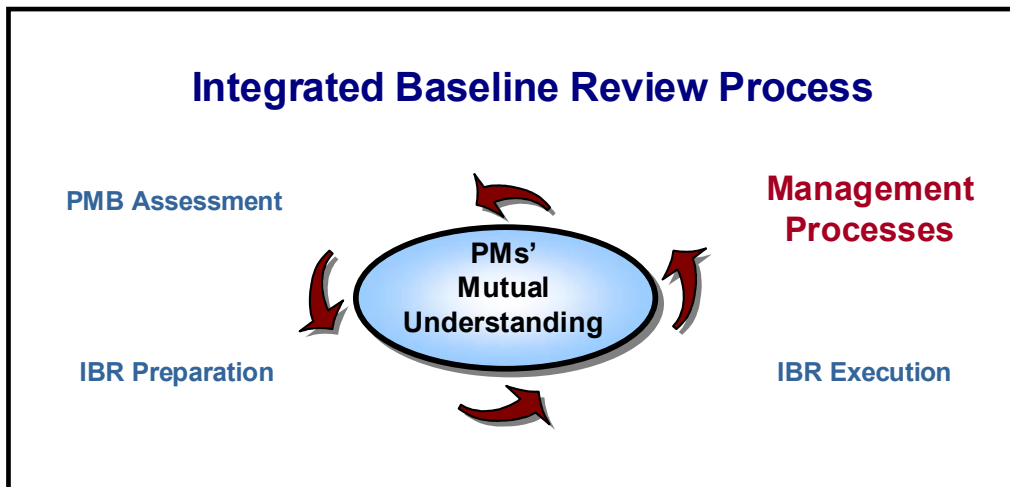 Integrated Baseline Review Process
PMB Assessment
Management
Processes
PMs’
Mutual
Understanding
IBR Preparation
IBR Execution